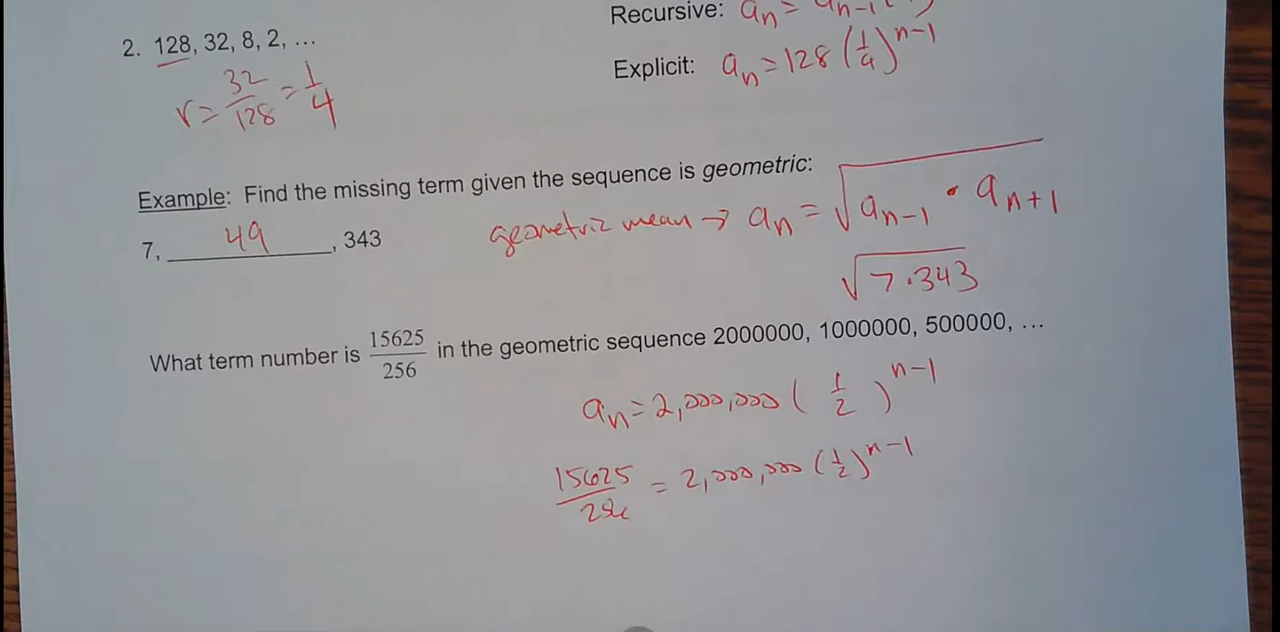 Recursive: aₙ = aₙ₋₁(
2. 128, 32, 8, 2, …
Explicit: aₙ = 128 (1/4)ⁿ⁻¹
r = 32/128 = 1/4
Example: Find the missing term given the sequence is geometric:
7, 49, 343
geometric mean → aₙ = √(aₙ₋₁ · aₙ₊₁)
√(7·343)
What term number is 15625/256 in the geometric sequence 2000000, 1000000, 500000, …
aₙ = 2,000,000 (1/2)ⁿ⁻¹
15625/256 = 2,000,000 (1/2)ⁿ⁻¹